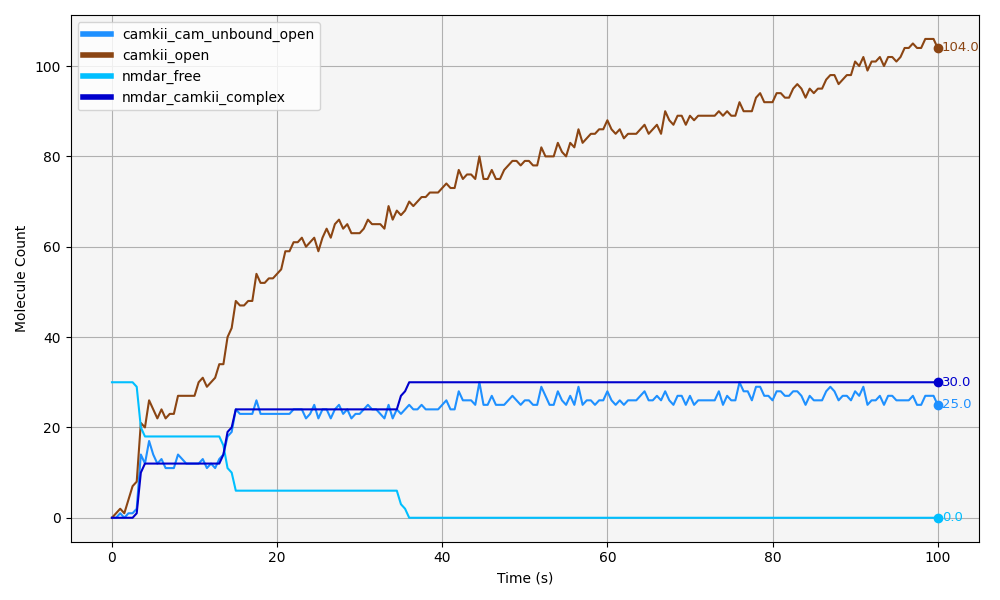 camkii_cam_unbound_open
camkii_open
nmdar_free
nmdar_camkii_complex
Molecule Count
100
80
60
40
20
0
104.0
30.0
25.0
0.0
0 20 40 60 80 100
Time (s)